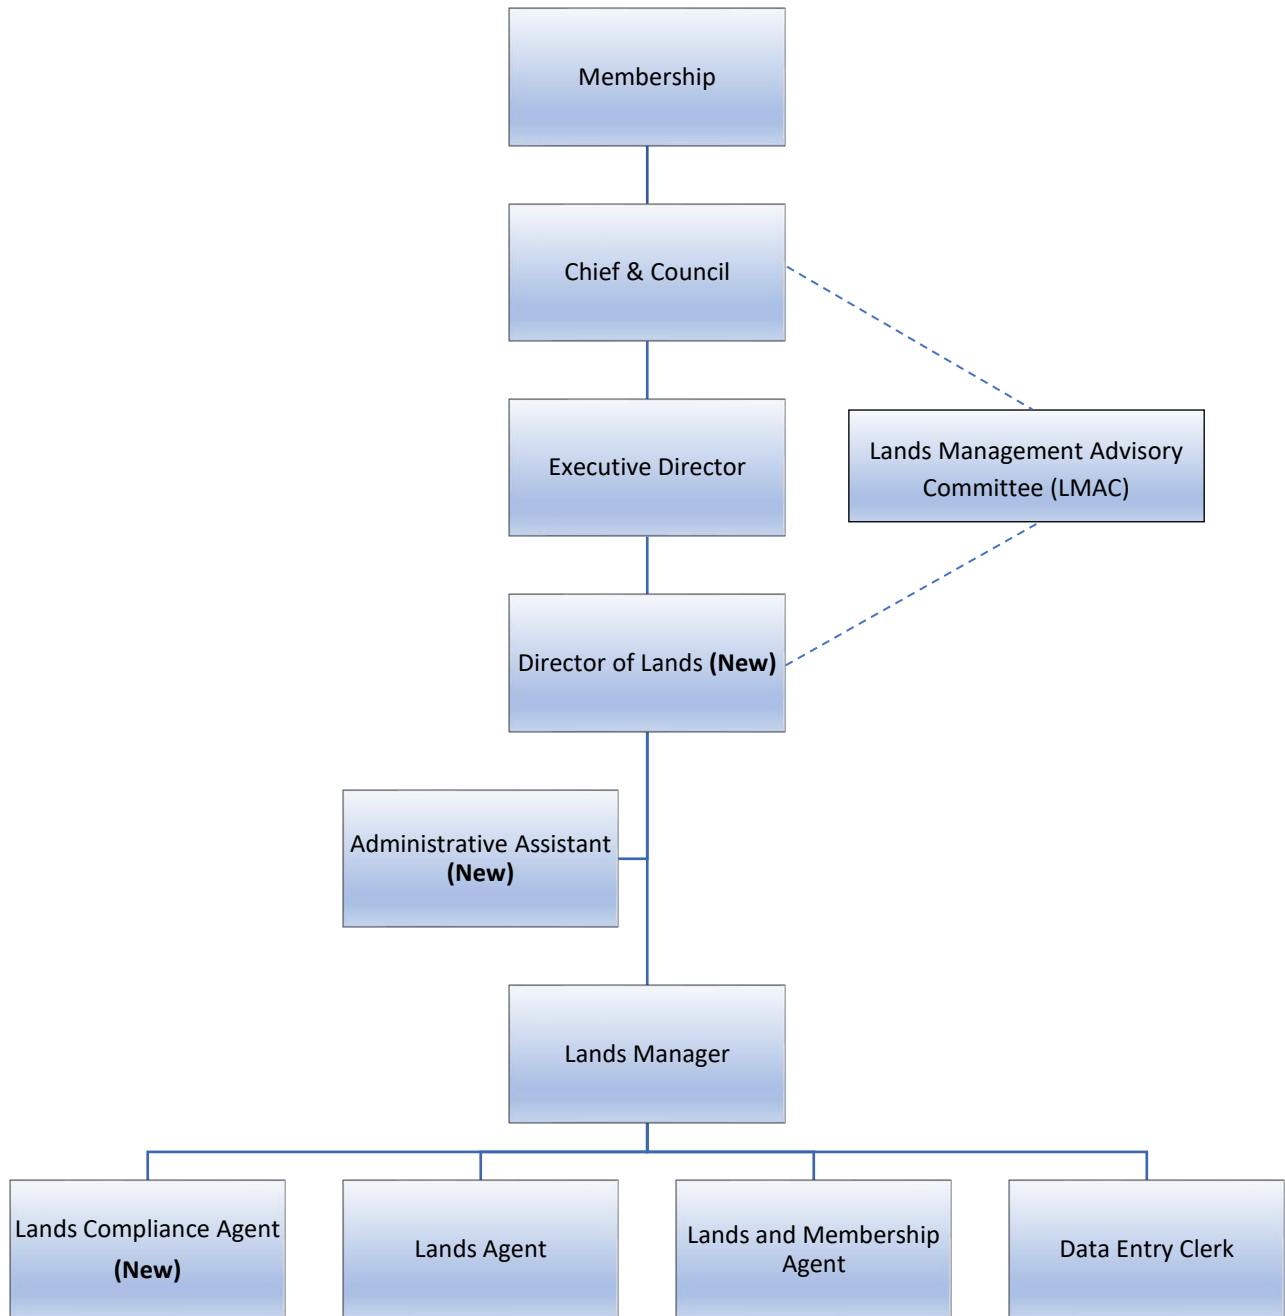 Membership
Chief & Council
Executive Director
Lands Management Advisory
Committee (LMAC)
Director of Lands (New)
Administrative Assistant
(New)
Lands Manager
Lands Compliance Agent
(New)
Lands Agent
Lands and Membership
Agent
Data Entry Clerk